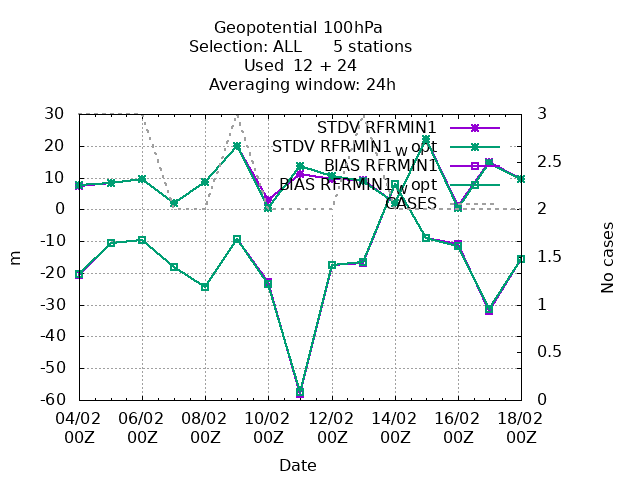 Geopotential 100hPa
Selection: ALL 5 stations
Used 12 + 24
Averaging window: 24h
STDV RFRMIN1
STDV RFRMIN1_W opt
BIAS RFRMIN1
BIAS RFRMIN1_W opt
CASES
30
20
10
0
-10
-20
-30
-40
-50
-60
m
3
2.5
2
1.5
1
0.5
0
No cases
04/02 06/02 08/02 10/02 12/02 14/02 16/02 18/02
00Z 00Z 00Z 00Z 00Z 00Z 00Z 00Z
Date